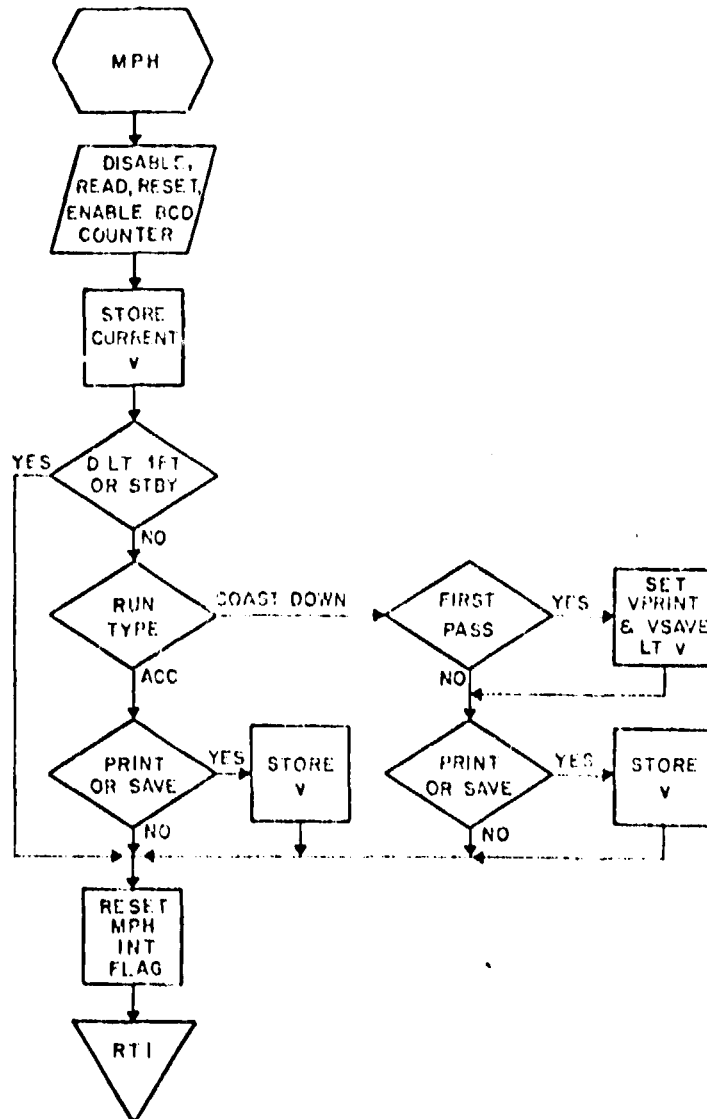 MPH
DISABLE,
READ, RESET,
ENABLE BCD
COUNTER
STORE
CURRENT
V
YES
D LT 1FT
OR STBY
NO
RUN
TYPE
COAST DOWN
FIRST
PASS
YES
SET
VPRINT
& VSAVE
LT V
ACC
NO
PRINT
OR SAVE
YES
STORE
V
PRINT
OR SAVE
YES
STORE
V
NO
NO
RESET
MPH
INT
FLAG
RTI